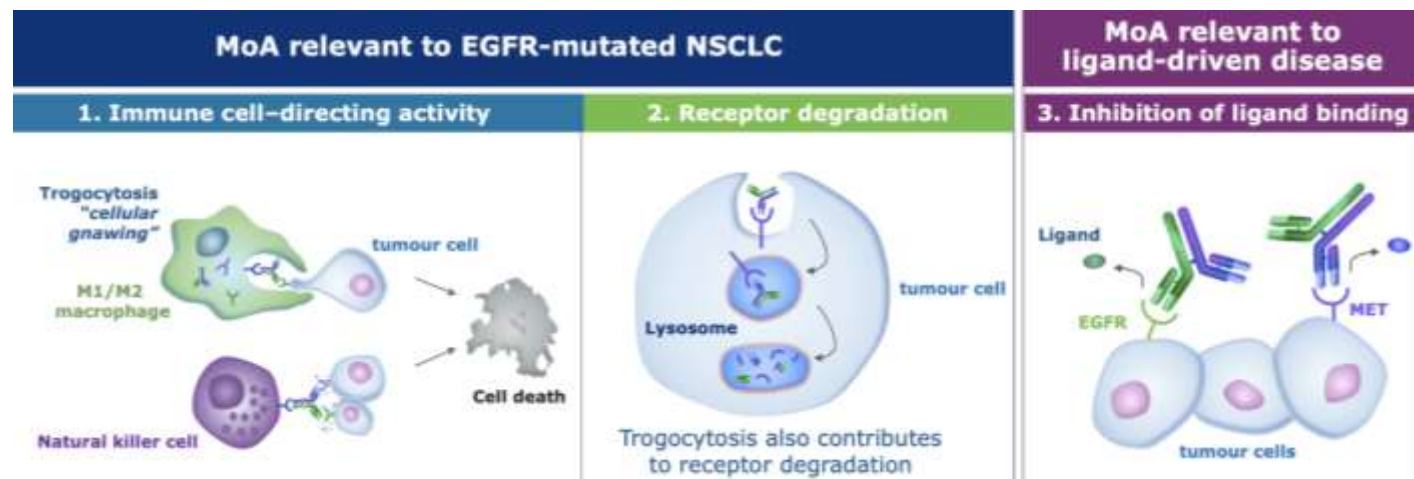 MoA relevant to EGFR-mutated NSCLC
MoA relevant to
ligand-driven disease
1. Immune cell–directing activity
2. Receptor degradation
3. Inhibition of ligand binding
Trogocytosis
"cellular
gnawing"
tumour cell
M1/M2
macrophage
Cell death
Natural killer cell
tumour cell
Lysosome
Trogocytosis also contributes
to receptor degradation
Ligand
EGFR
MET
tumour cells